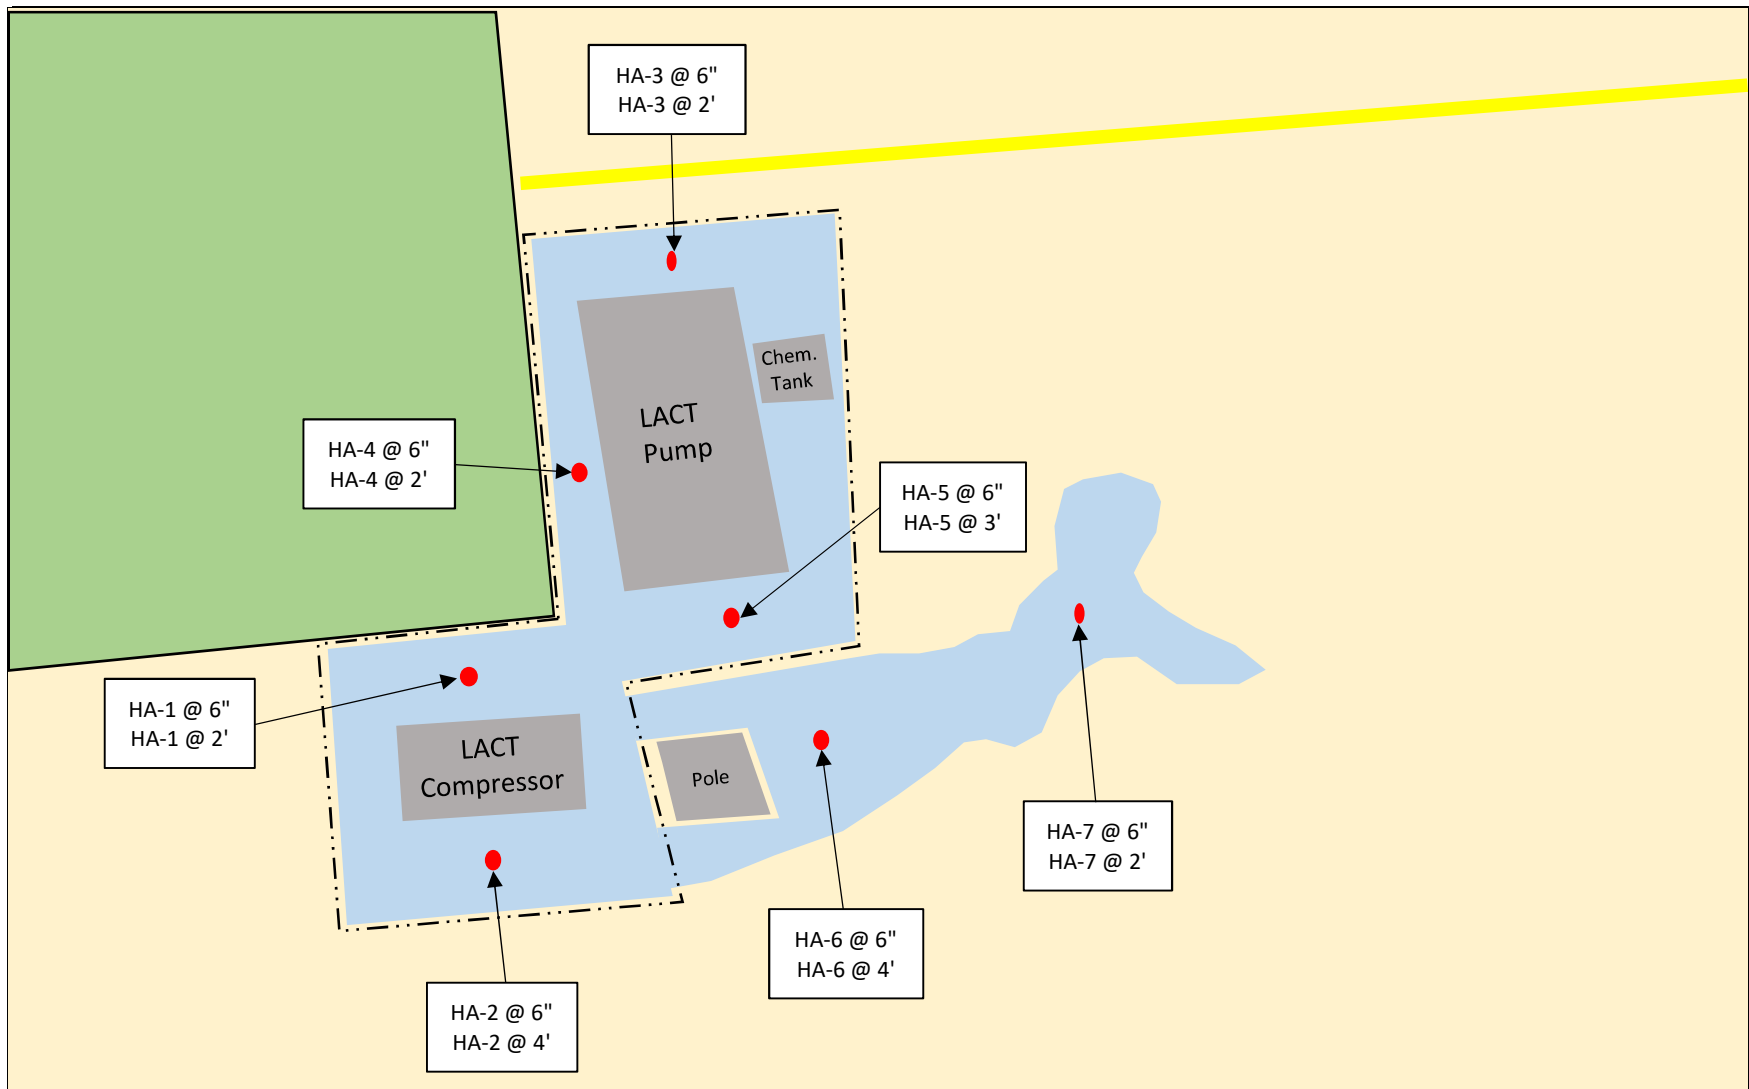 HA-3 @ 6"
HA-3 @ 2'
Chem.
Tank
LACT
Pump
HA-4 @ 6"
HA-4 @ 2'
HA-5 @ 6"
HA-5 @ 3'
HA-1 @ 6"
HA-1 @ 2'
LACT
Compressor
Pole
HA-7 @ 6"
HA-7 @ 2'
HA-6 @ 6"
HA-6 @ 4'
HA-2 @ 6"
HA-2 @ 4'